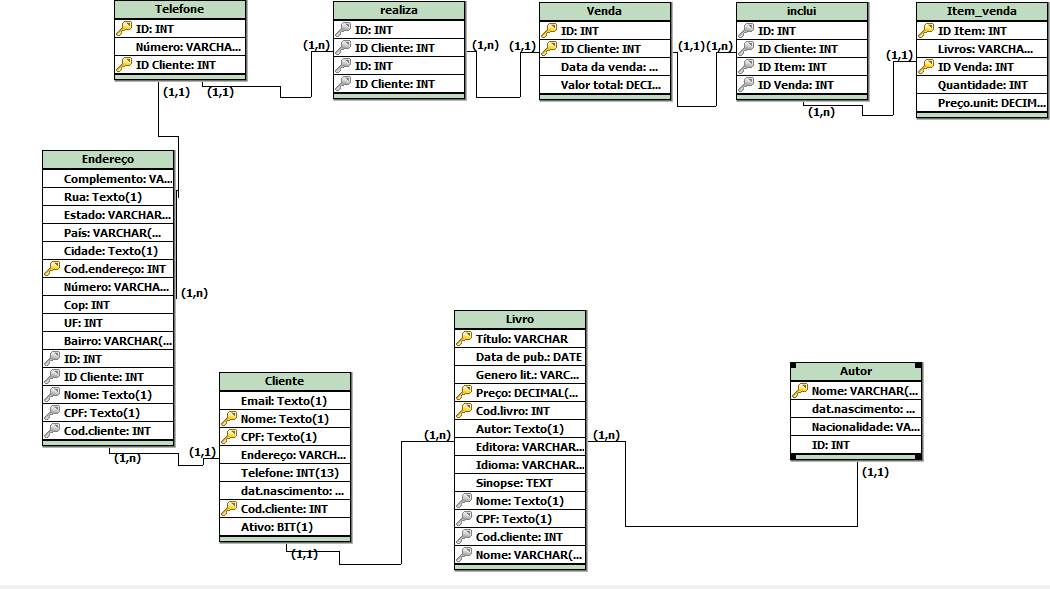 Telefone
ID: INT
Número: VARCHA...
ID Cliente: INT
(1,1)
(1,1)
(1,n)
realiza
ID: INT
ID Cliente: INT
ID: INT
ID Cliente: INT
(1,n)
(1,1)
Venda
ID: INT
ID Cliente: INT
Data da venda: ...
Valor total: DECI...
(1,1)
(1,n)
inclui
ID: INT
ID Cliente: INT
ID Item: INT
ID Venda: INT
(1,n)
(1,1)
Item_venda
ID Item: INT
Livros: VARCHA...
ID Venda: INT
Quantidade: INT
Preço.unit: DECIM...
Endereço
Complemento: VA...
Rua: Texto(1)
Estado: VARCHAR...
País: VARCHAR(...
Cidade: Texto(1)
Cod.endereço: INT
Número: VARCHA...
Cop: INT
UF: INT
Bairro: VARCHAR(...
ID: INT
ID Cliente: INT
Nome: Texto(1)
CPF: Texto(1)
Cod.cliente: INT
(1,n)
(1,n)
(1,1)
Cliente
Email: Texto(1)
Nome: Texto(1)
CPF: Texto(1)
Endereço: VARCH...
Telefone: INT(13)
dat.nascimento: ...
Cod.cliente: INT
Ativo: BIT(1)
(1,1)
(1,n)
Livro
Título: VARCHAR
Data de pub.: DATE
Genero lit.: VARC...
Preço: DECIMAL(...
Cod.livro: INT
Autor: Texto(1)
Editora: VARCHAR...
Idioma: VARCHAR...
Sinopse: TEXT
Nome: Texto(1)
CPF: Texto(1)
Cod.cliente: INT
Nome: VARCHAR(...
(1,n)
Autor
Nome: VARCHAR(...
dat.nascimento: ...
Nacionalidade: VA...
ID: INT
(1,1)